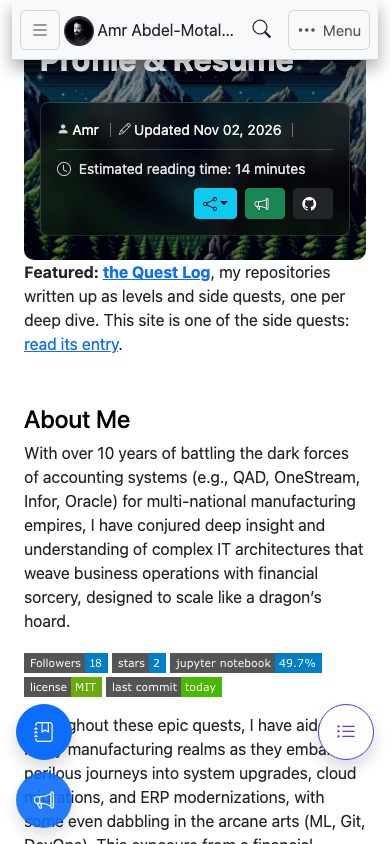 Amr Abdel-Motal...
Menu
Profile & Resume
Amr
Updated Nov 02, 2026
Estimated reading time: 14 minutes
Featured: the Quest Log, my repositories
written up as levels and side quests, one per
deep dive. This site is one of the side quests:
read its entry.
About Me
With over 10 years of battling the dark forces
of accounting systems (e.g., QAD, OneStream,
Infor, Oracle) for multi-national manufacturing
empires, I have conjured deep insight and
understanding of complex IT architectures that
weave business operations with financial
sorcery, designed to scale like a dragon’s
hoard.
Followers 18 stars 2 jupyter notebook 49.7%
license MIT last commit today
these epic quests, I have
manufacturing realms as they
perilous journeys into system upgrades, cloud
and ERP modernizations, with
some even dabbling in the arcane arts (ML, Git,
DevOps). This exposure from a financial